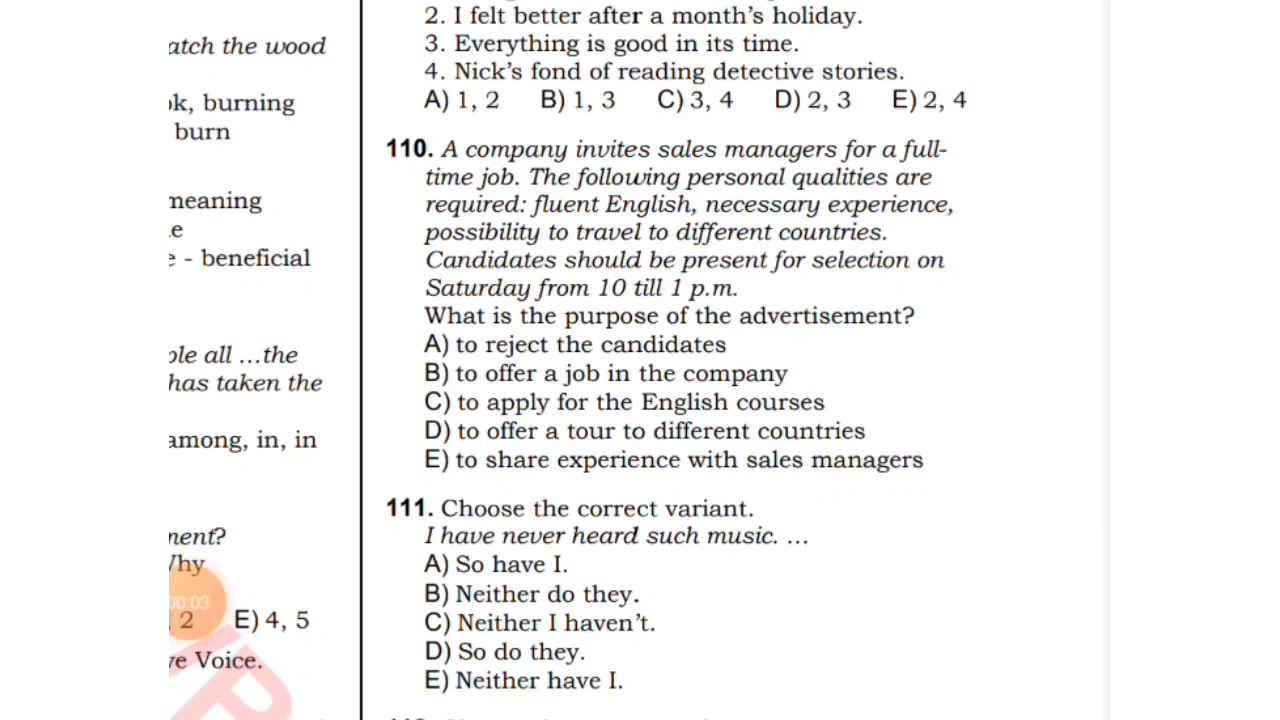 atch the wood
k, burning
burn
meaning
e
e - beneficial
ole all ...the
has taken the
among, in, in
ment?
Why
00:03
2 E) 4, 5
ve Voice.
2. I felt better after a month's holiday.
3. Everything is good in its time.
4. Nick's fond of reading detective stories.
A) 1, 2 B) 1, 3 C) 3, 4 D) 2, 3 E) 2, 4
110. A company invites sales managers for a full-
time job. The following personal qualities are
required: fluent English, necessary experience,
possibility to travel to different countries.
Candidates should be present for selection on
Saturday from 10 till 1 p.m.
What is the purpose of the advertisement?
A) to reject the candidates
B) to offer a job in the company
C) to apply for the English courses
D) to offer a tour to different countries
E) to share experience with sales managers
111. Choose the correct variant.
I have never heard such music. ...
A) So have I.
B) Neither do they.
C) Neither I haven't.
D) So do they.
E) Neither have I.